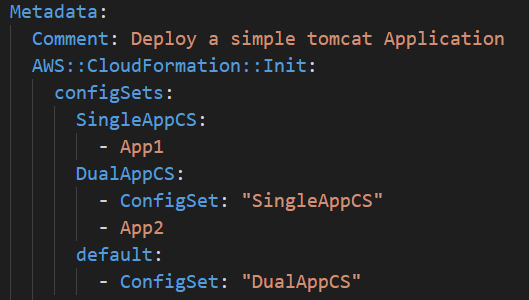 Metadata:
Comment: Deploy a simple tomcat Application
AWS::CloudFormation::Init:
configSets:
SingleAppCS:
- App1
DualAppCS:
- ConfigSet: "SingleAppCS"
- App2
default:
- ConfigSet: "DualAppCS"